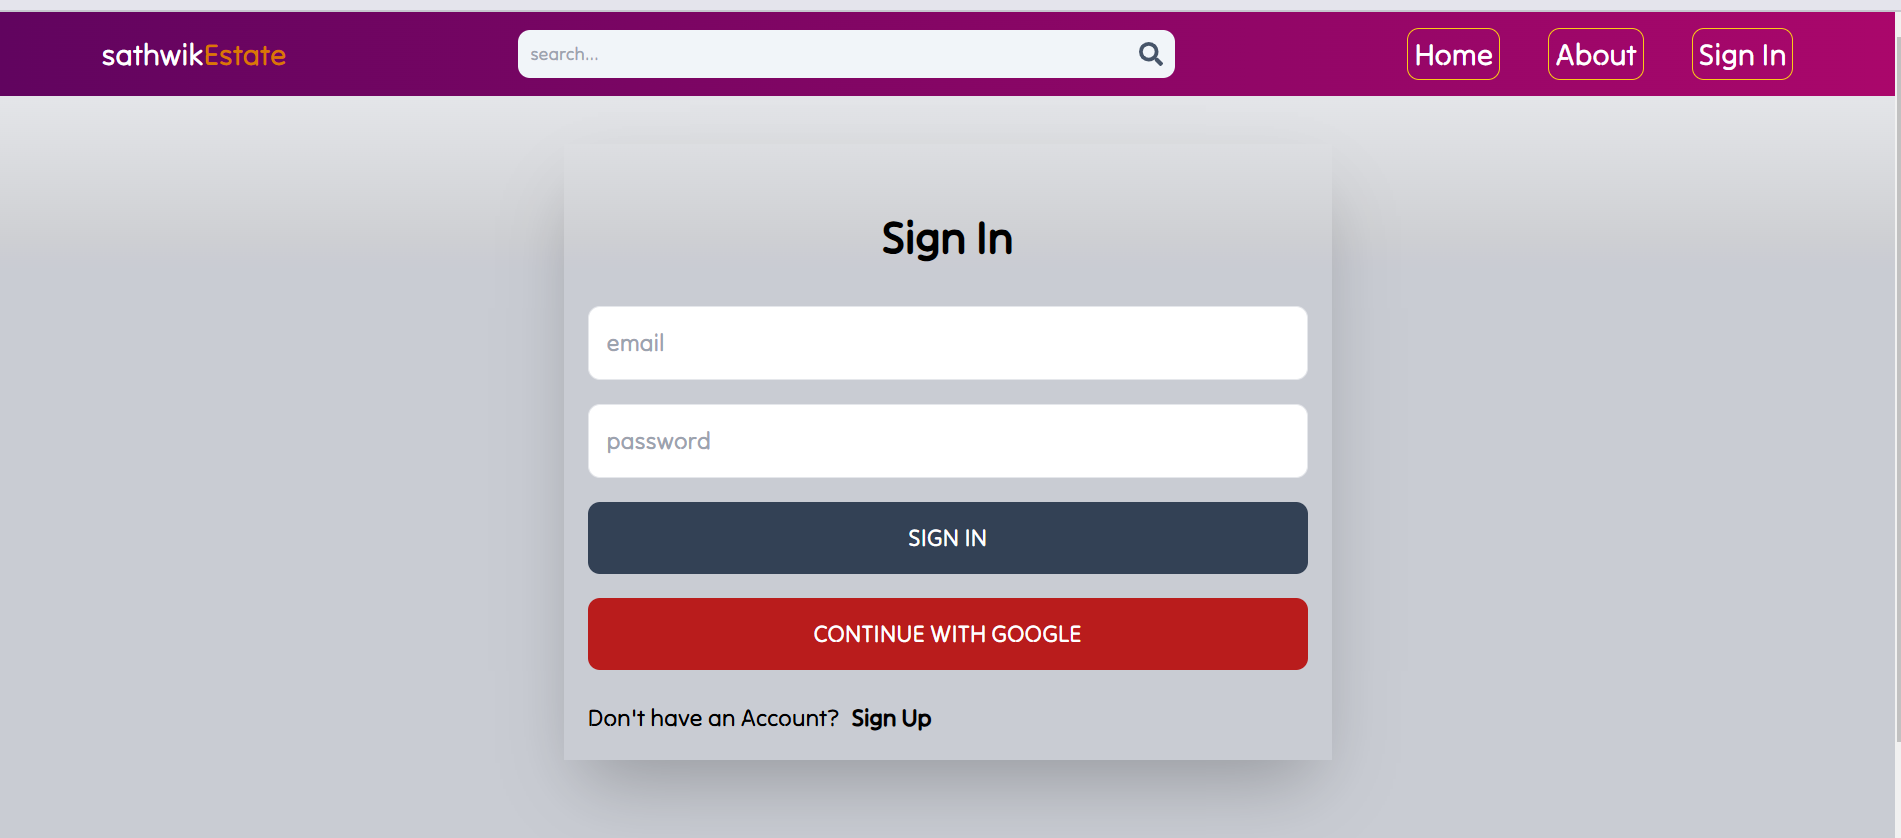 sathwikEstate
search...
Home
About
Sign In
Sign In
email
password
SIGN IN
CONTINUE WITH GOOGLE
Don't have an Account? Sign Up